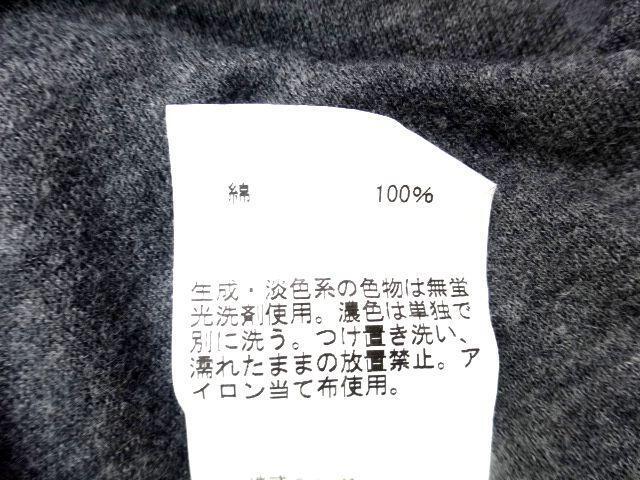 綿 100%
生成・淡色系の色物は無蛍
光洗剤使用。濃色は単独で
別に洗う。つけ置き洗い、
濡れたままの放置禁止。ア
イロン当て布使用。